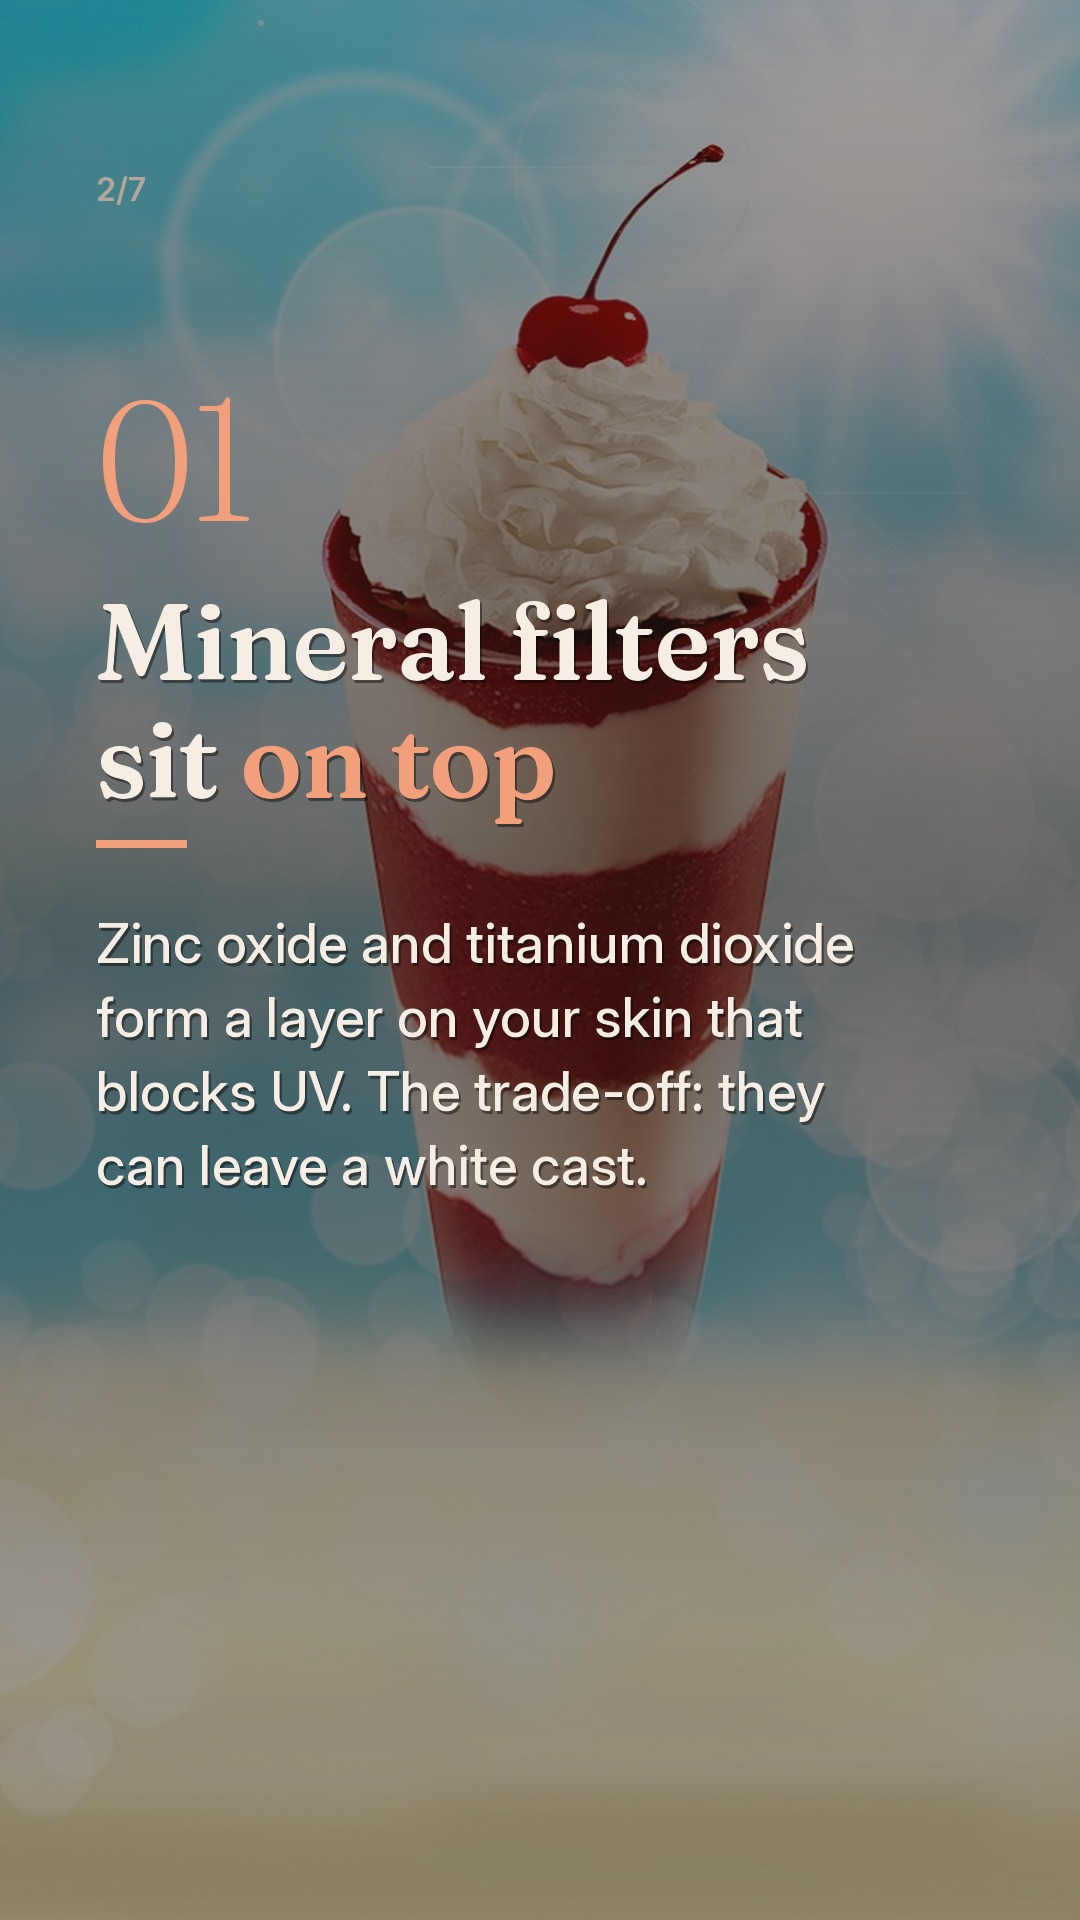 2/7
01
Mineral filters
sit on top
Zinc oxide and titanium dioxide
form a layer on your skin that
blocks UV. The trade-off: they
can leave a white cast.